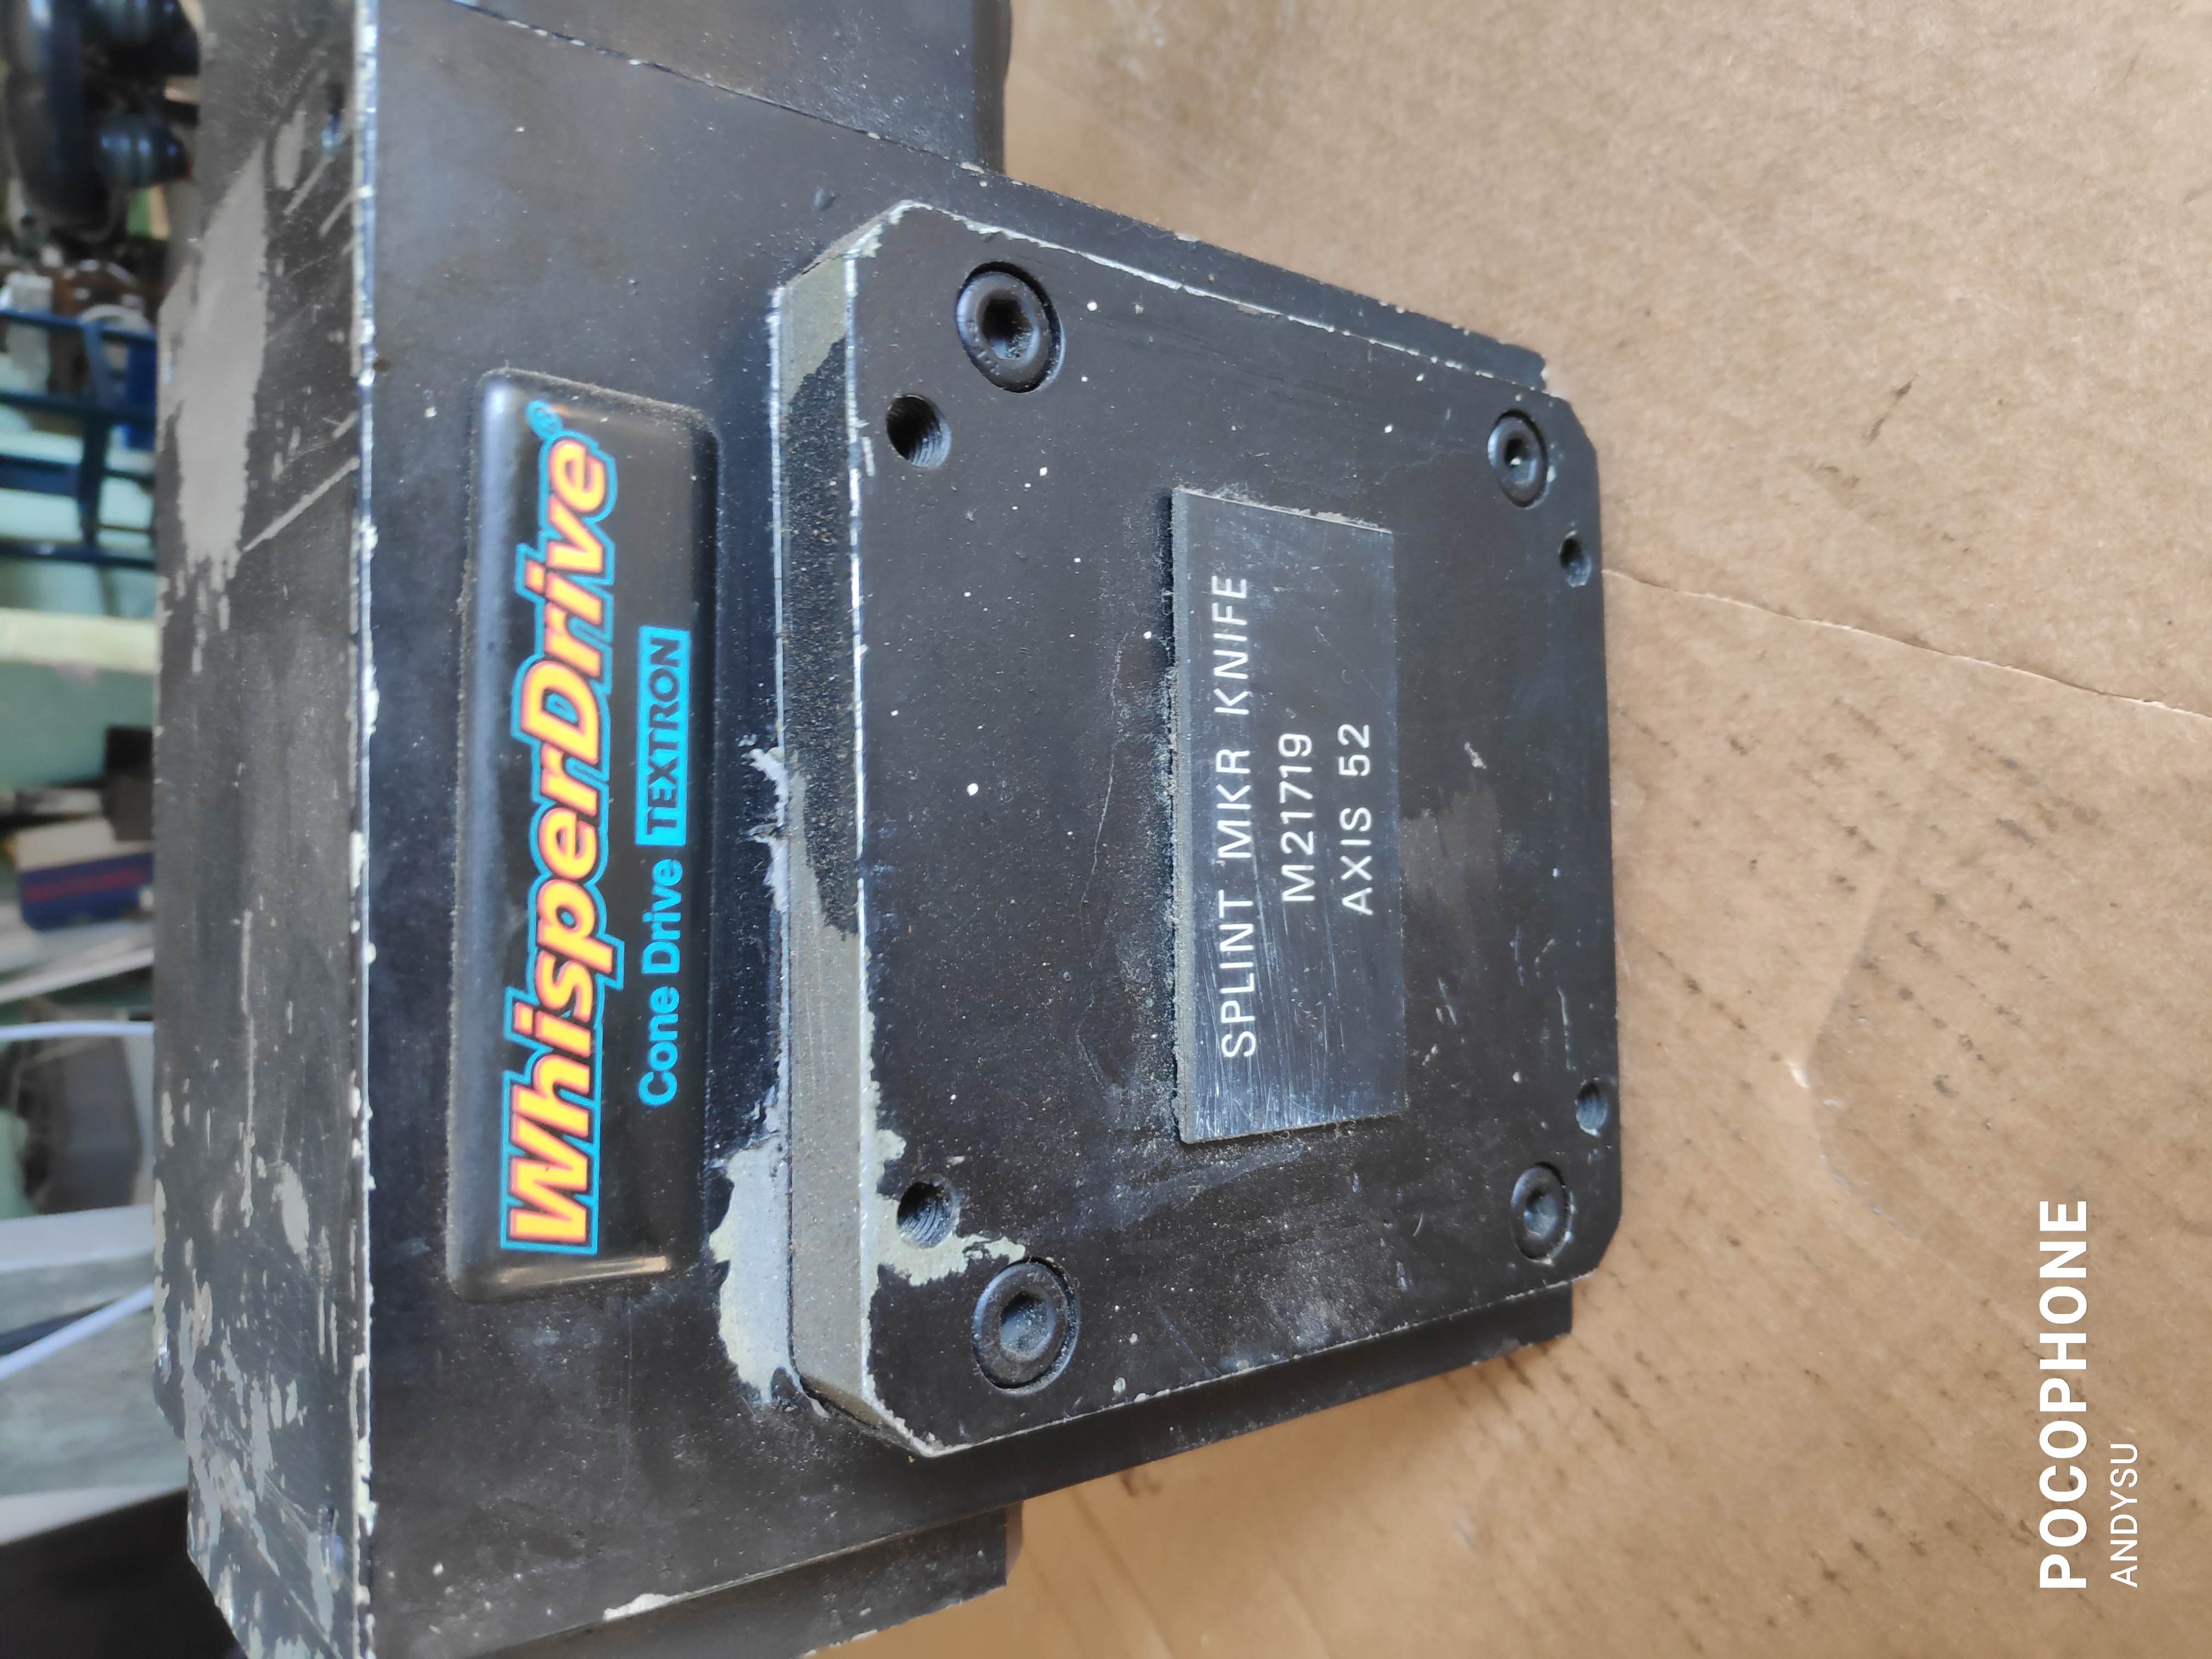 WhisperDrive®
Cone Drive TEXTRON
SPLINT MKR KNIFE
M21719
AXIS 52
POCOPHONE
ANDYSU